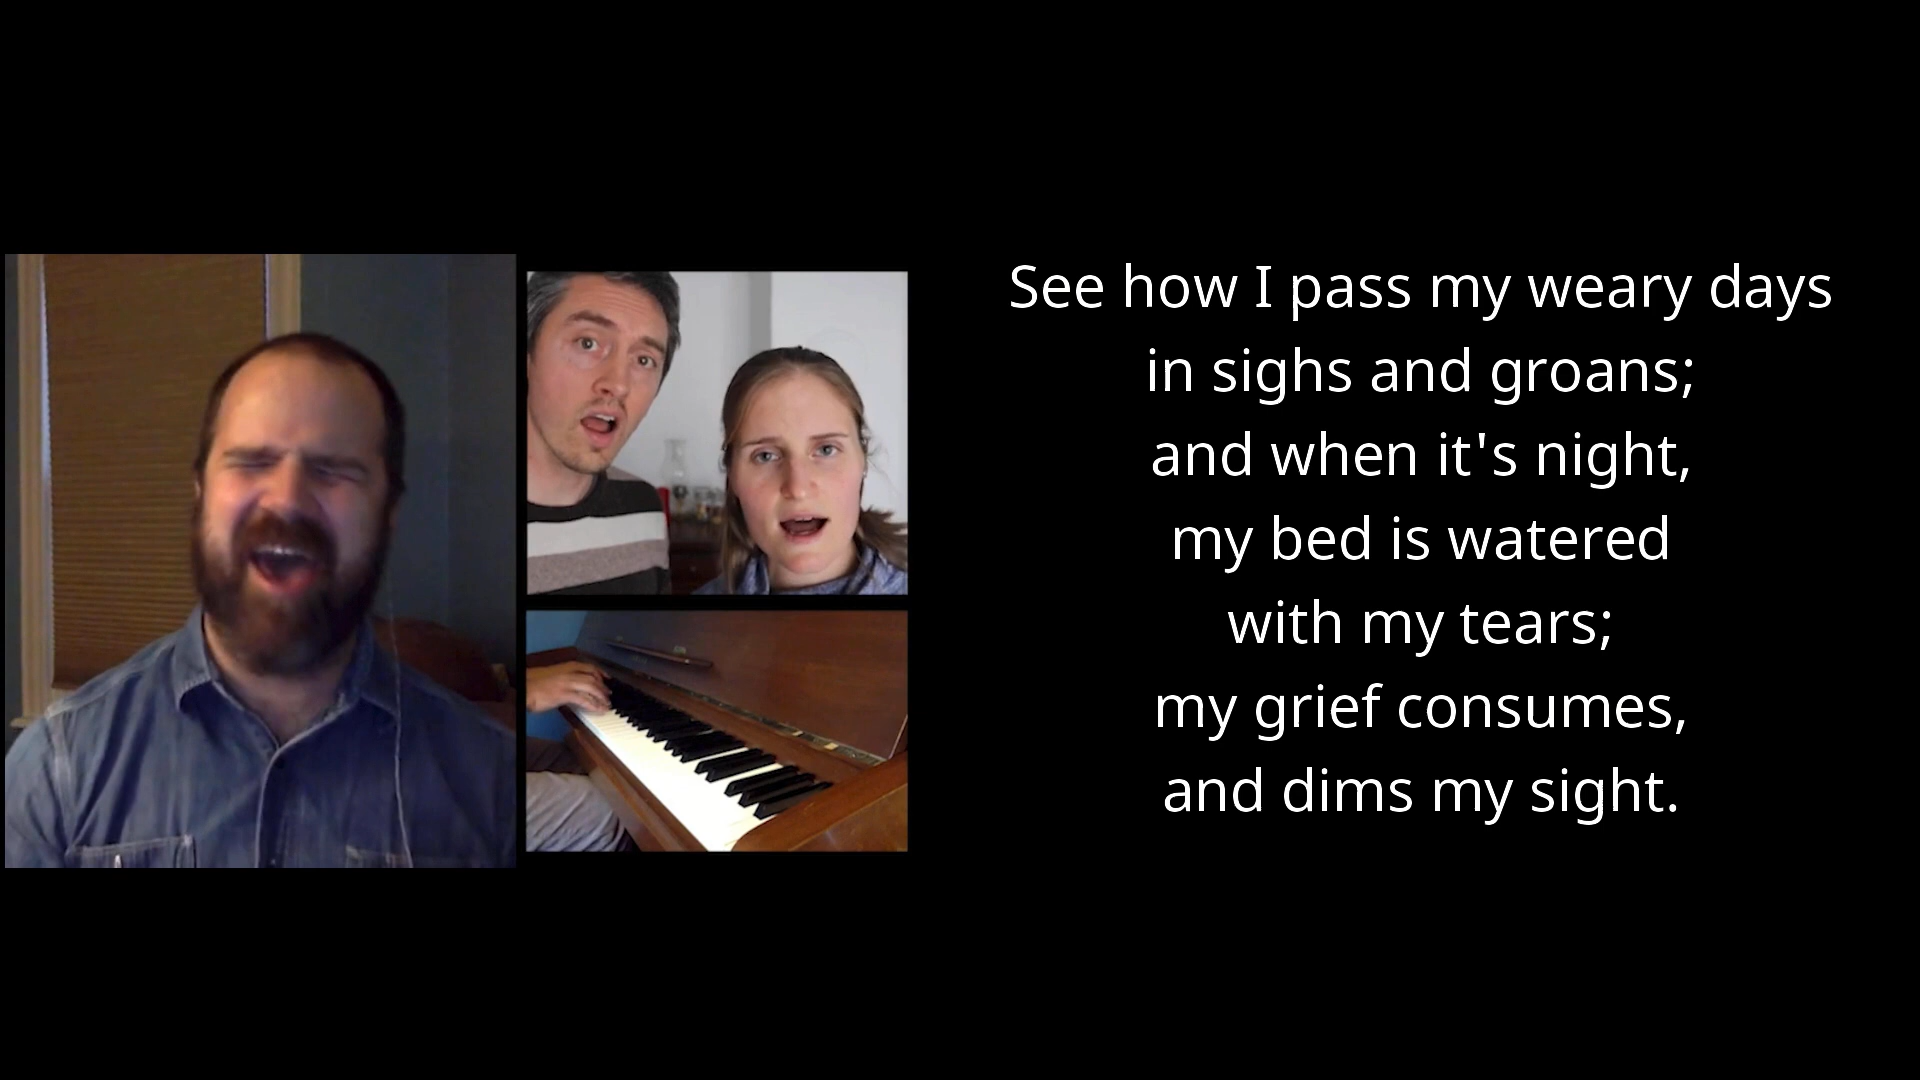 See how I pass my weary days
in sighs and groans;
and when it's night,
my bed is watered
with my tears;
my grief consumes,
and dims my sight.